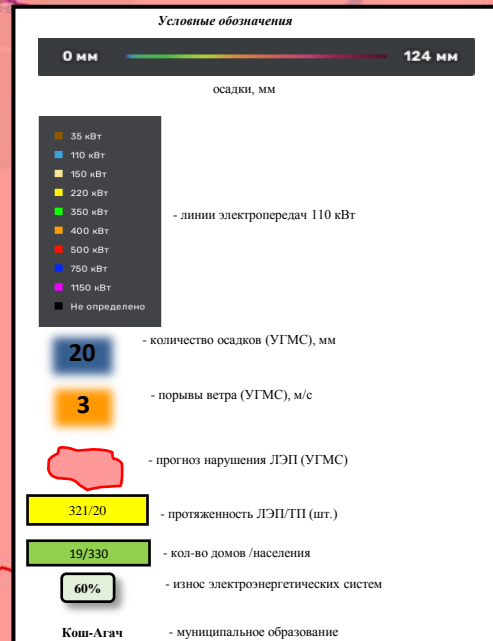 Условные обозначения
0 мм 124 мм
осадки, мм
35 кВт
110 кВт
150 кВт
220 кВт
350 кВт
400 кВт
500 кВт
750 кВт
1150 кВт
Не определено
- линии электропередач 110 кВт
20 - количество осадков (УГМС), мм
3 - порывы ветра (УГМС), м/с
- прогноз нарушения ЛЭП (УГМС)
321/20 - протяженность ЛЭП/ТП (шт.)
19/330 - кол-во домов /населения
60% - износ электроэнергетических систем
Кош-Агач - муниципальное образование